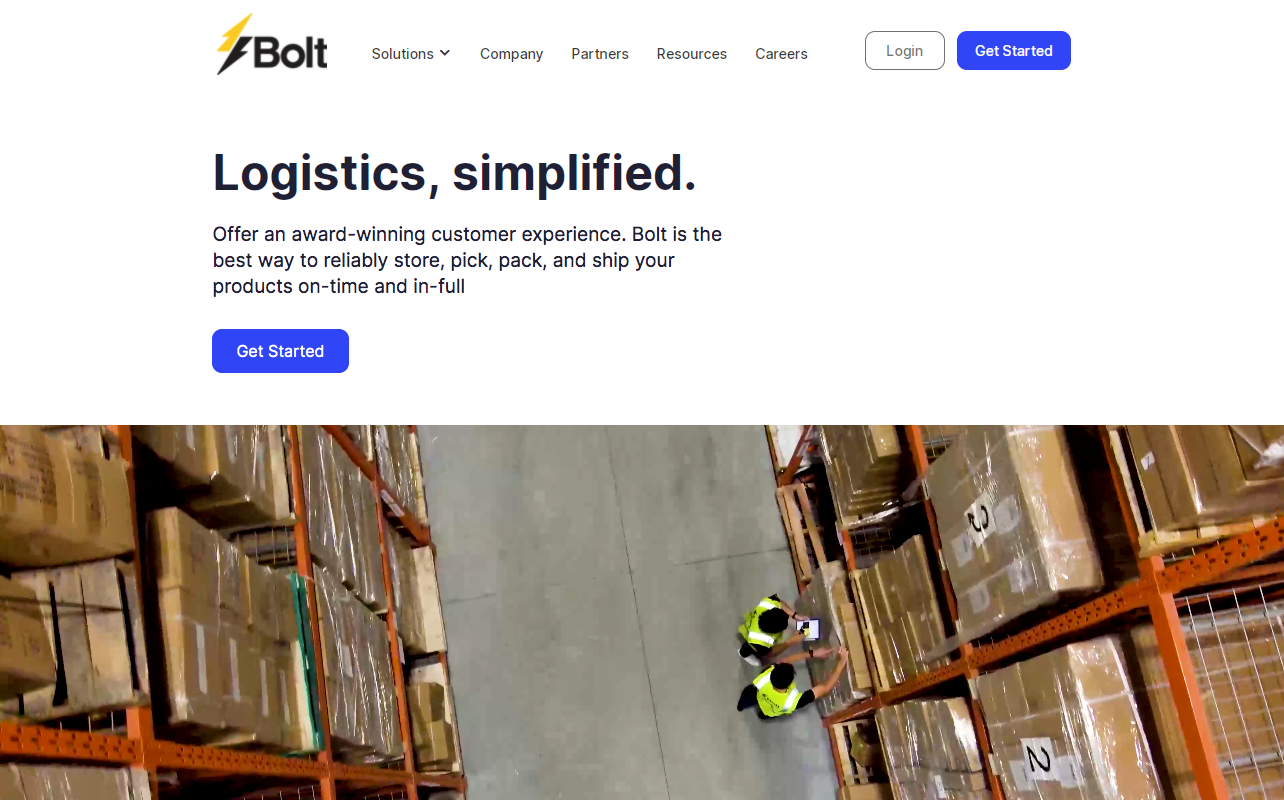 Bolt
Solutions Company Partners Resources Careers Login Get Started
Logistics, simplified.
Offer an award-winning customer experience. Bolt is the
best way to reliably store, pick, pack, and ship your
products on-time and in-full
Get Started
2
2